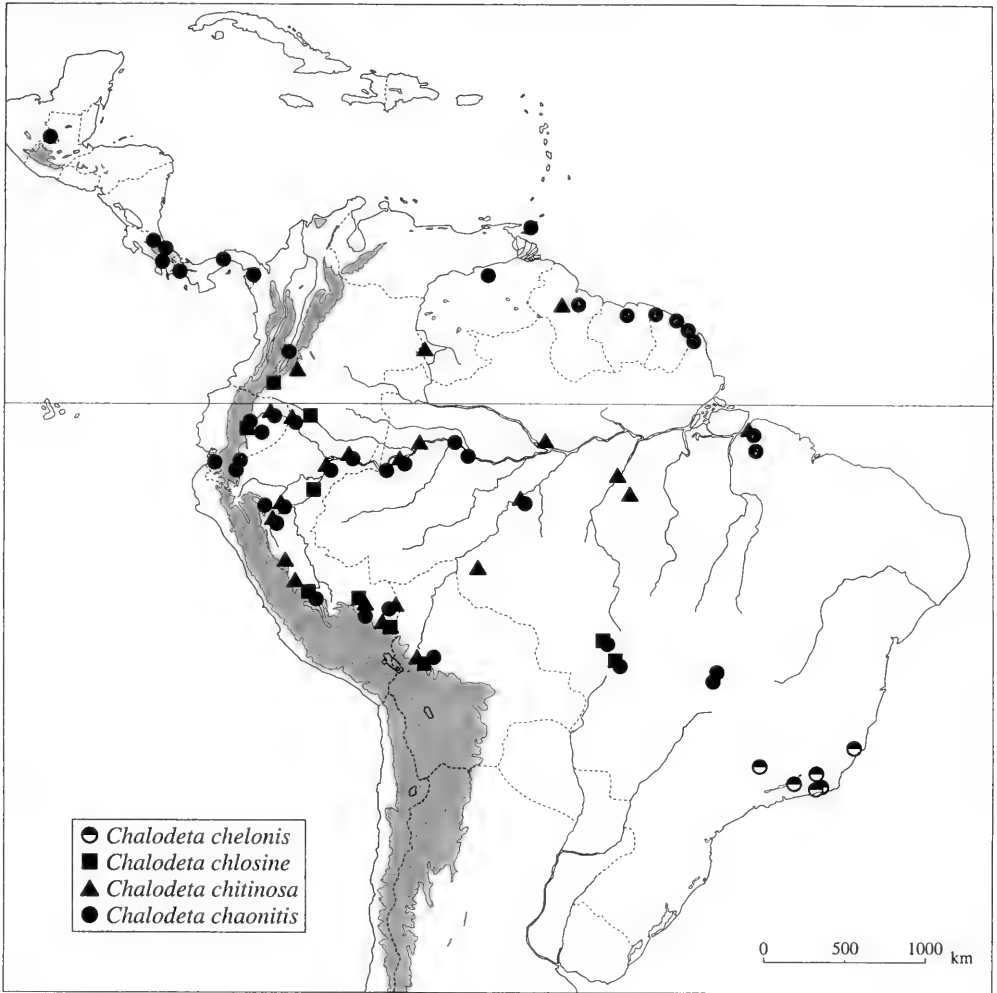 Chalodeta chelonis
Chalodeta chlosine
Chalodeta chitinosa
Chalodeta chaonitis
0 500 1000 km